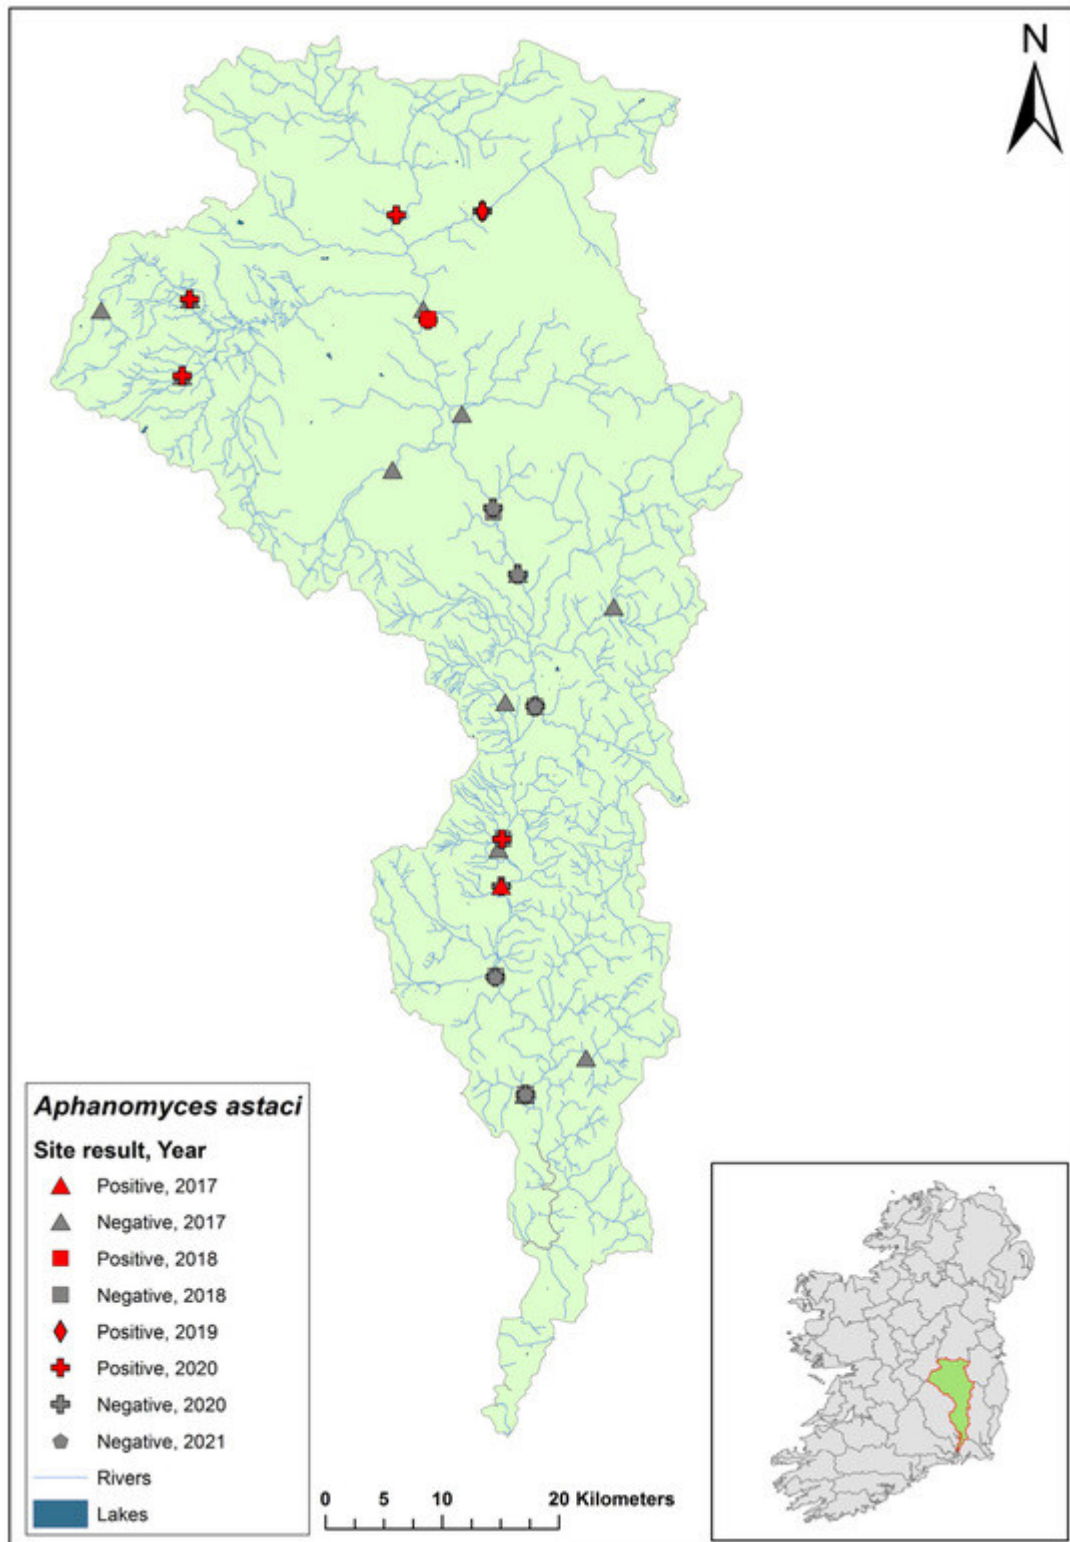 N
Aphanomyces astaci
Site result, Year
Positive, 2017
Negative, 2017
Positive, 2018
Negative, 2018
Positive, 2019
Positive, 2020
Negative, 2020
Negative, 2021
Rivers
Lakes
0 5 10 20 Kilometers